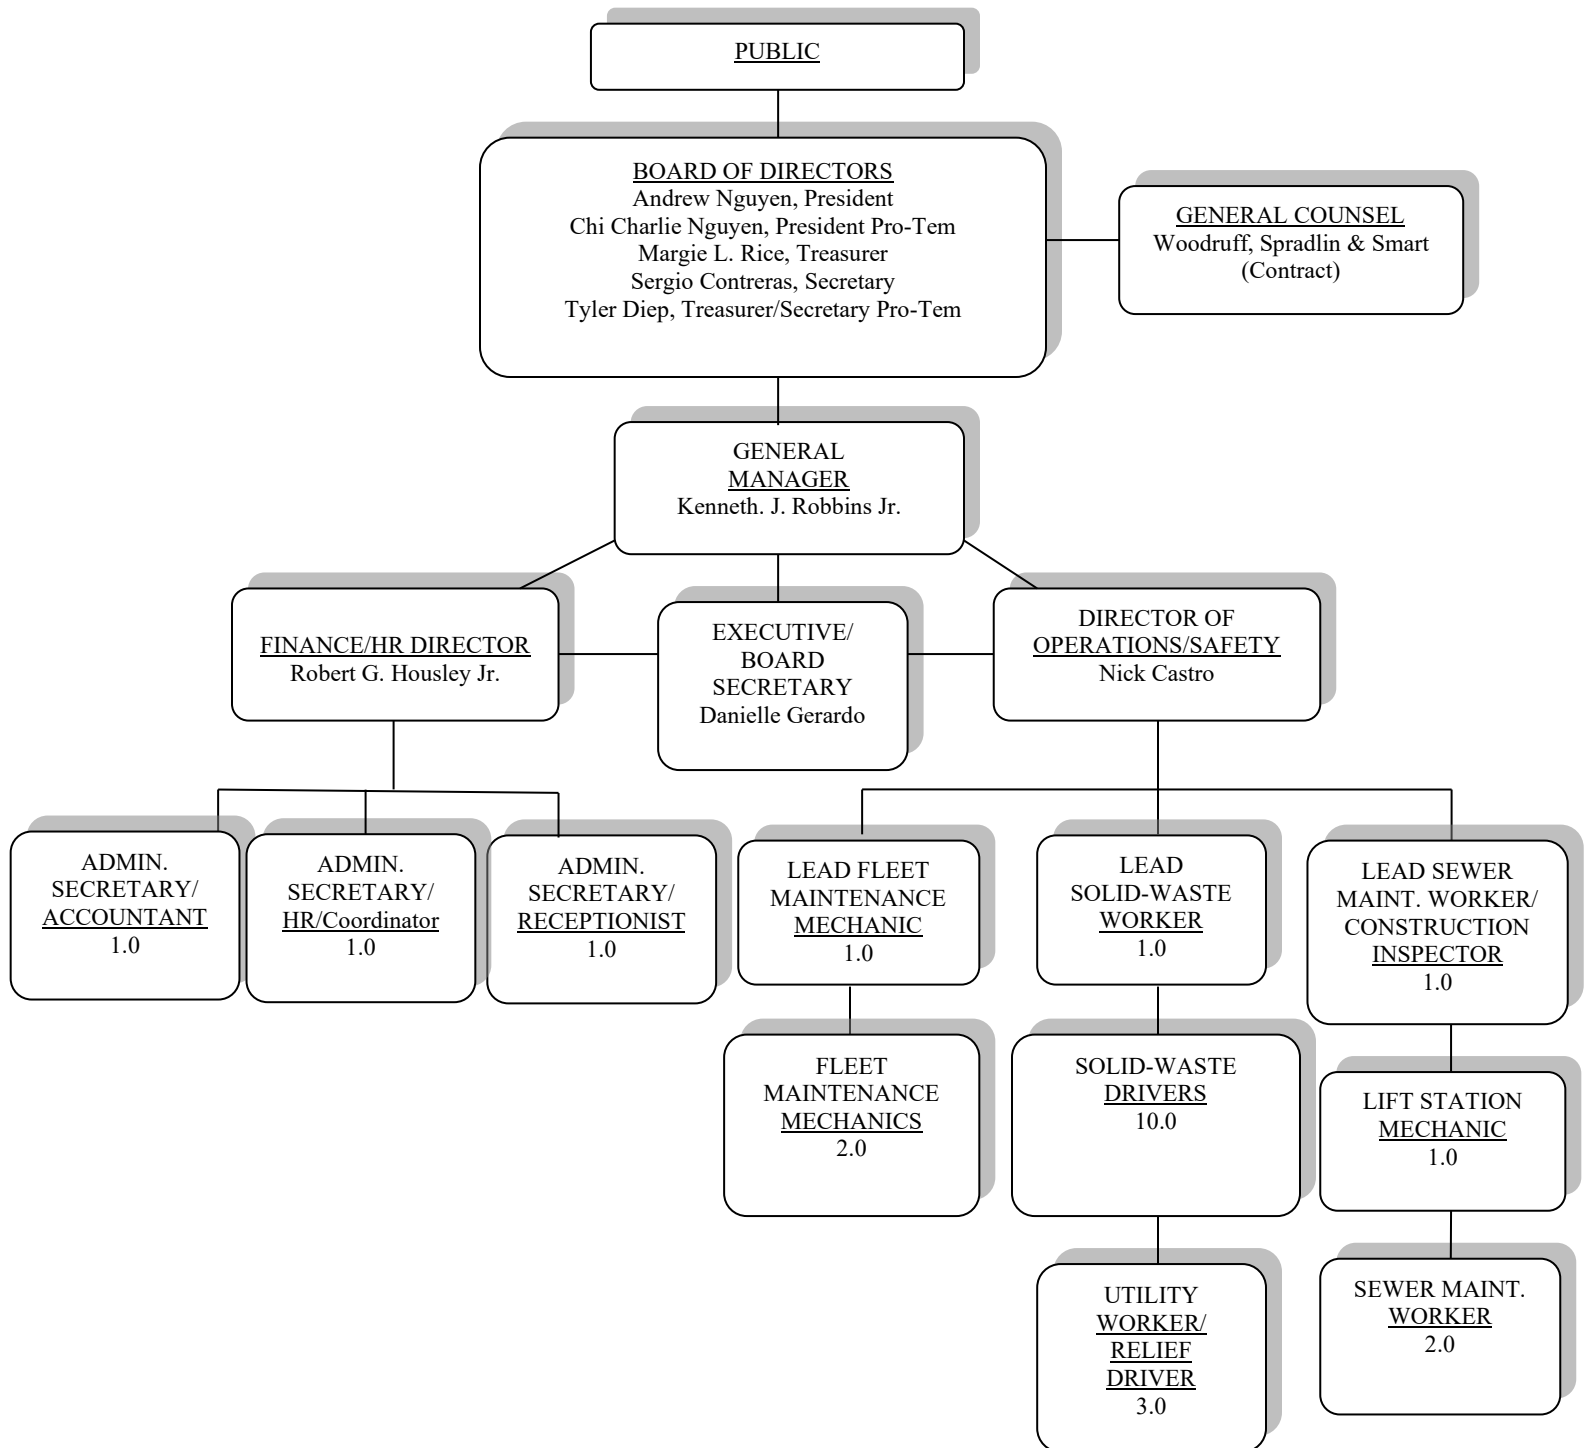 PUBLIC
BOARD OF DIRECTORS
Andrew Nguyen, President
Chi Charlie Nguyen, President Pro-Tem
Margie L. Rice, Treasurer
Sergio Contreras, Secretary
Tyler Diep, Treasurer/Secretary Pro-Tem
GENERAL COUNSEL
Woodruff, Spradlin & Smart
(Contract)
GENERAL
MANAGER
Kenneth. J. Robbins Jr.
FINANCE/HR DIRECTOR
Robert G. Housley Jr.
EXECUTIVE/
BOARD
SECRETARY
Danielle Gerardo
DIRECTOR OF
OPERATIONS/SAFETY
Nick Castro
ADMIN.
SECRETARY/
ACCOUNTANT
1.0
ADMIN.
SECRETARY/
HR/Coordinator
1.0
ADMIN.
SECRETARY/
RECEPTIONIST
1.0
LEAD FLEET
MAINTENANCE
MECHANIC
1.0
LEAD
SOLID-WASTE
WORKER
1.0
LEAD SEWER
MAINT. WORKER/
CONSTRUCTION
INSPECTOR
1.0
FLEET
MAINTENANCE
MECHANICS
2.0
SOLID-WASTE
DRIVERS
10.0
LIFT STATION
MECHANIC
1.0
UTILITY
WORKER/
RELIEF
DRIVER
3.0
SEWER MAINT.
WORKER
2.0